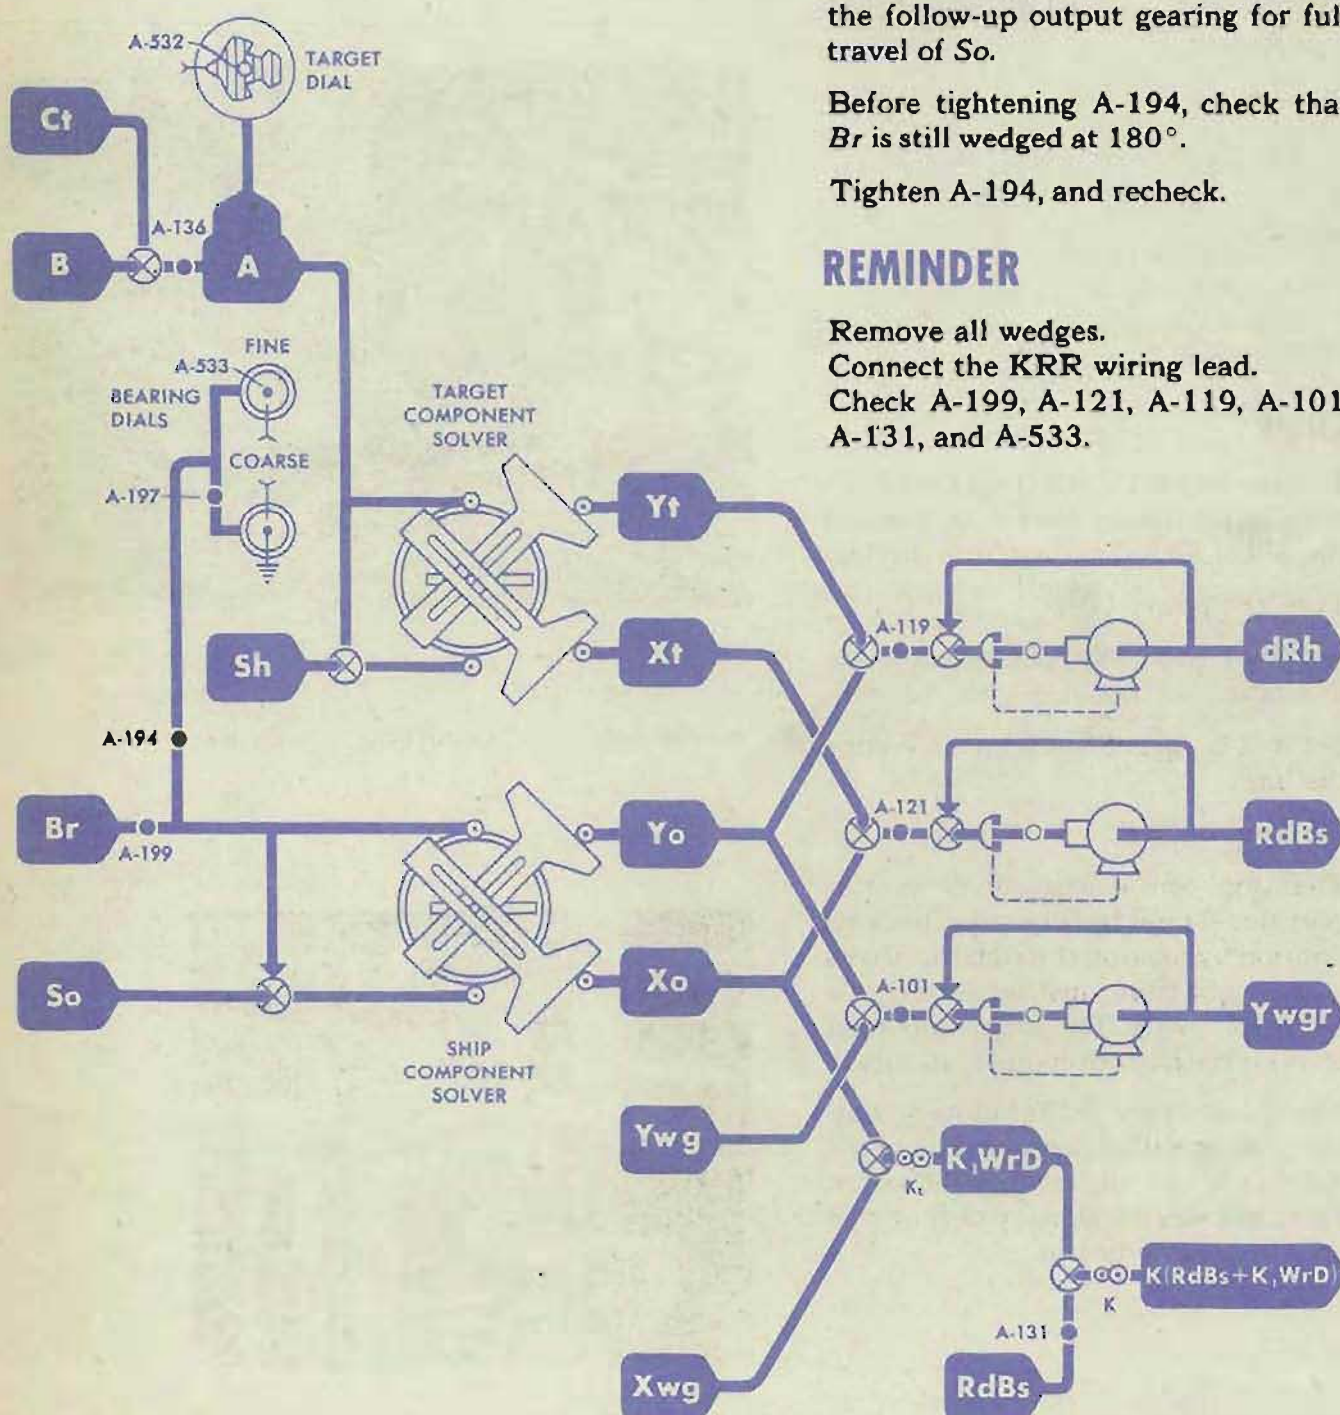 the follow-up output gearing for ful
travel of So.
Before tightening A-194, check tha
Br is still wedged at 180°.
Tighten A-194, and recheck.
REMINDER
Remove all wedges.
Connect the KRR wiring lead.
Check A-199, A-121, A-119, A-101
A-131, and A-533.
A-532
TARGET
DIAL
Ct
A-136
B
A
FINE
A-533
BEARING
DIALS
COARSE
A-197
TARGET
COMPONENT
SOLVER
Yt
Xt
Sh
A-119
dRh
A-194
Br
A-199
Yo
A-121
RdBs
So
Xo
A-101
Ywgr
SHIP
COMPONENT
SOLVER
Ywg
K₁WrD
K₁
K(RdBs+K₁WrD)
K
A-131
Xwg
RdBs